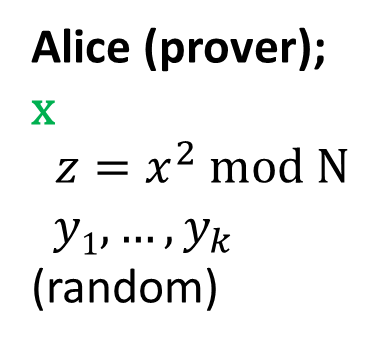 Alice (prover);
x
z = x² mod N
y₁, … , yₖ
(random)